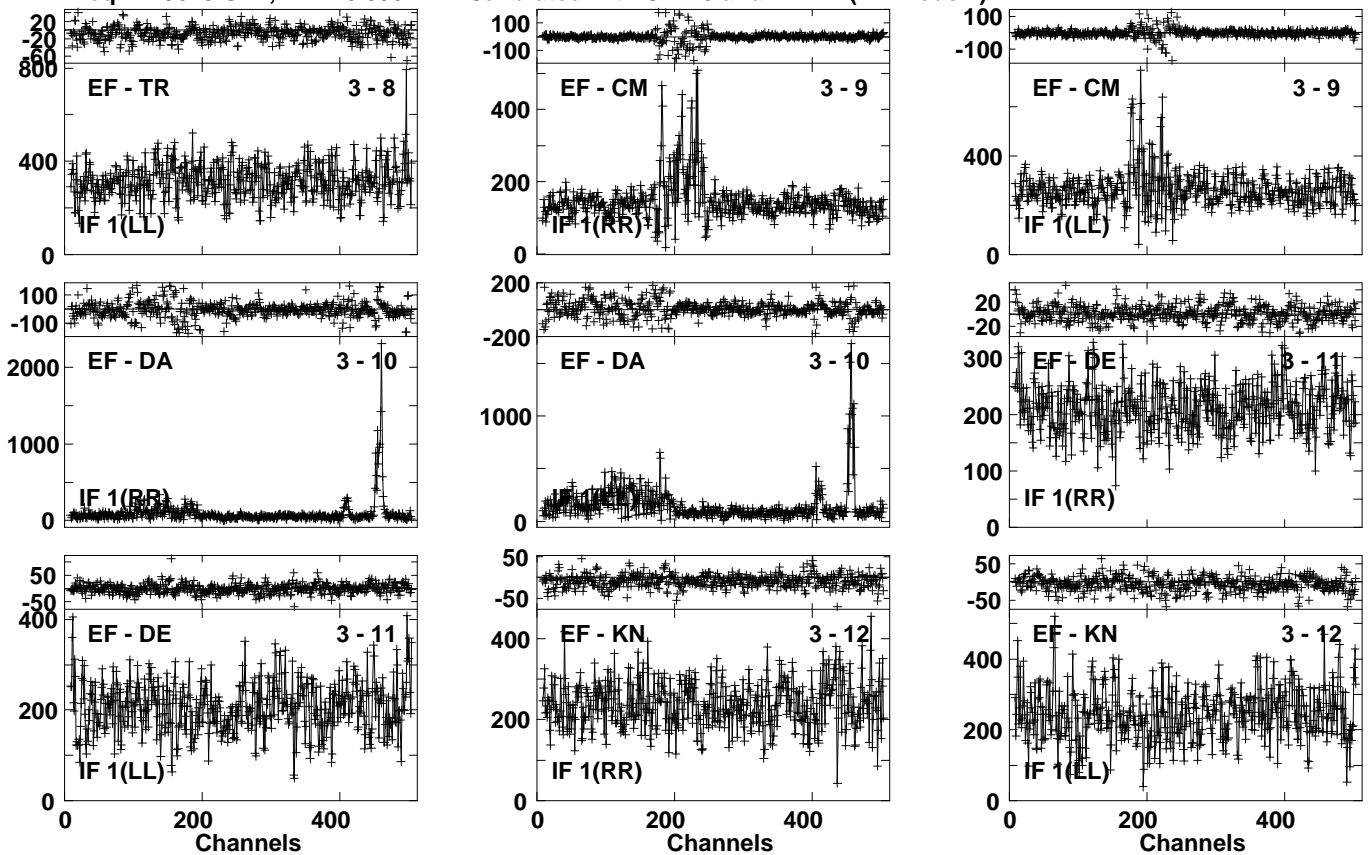 20
-20
-60
800
400
0
EF - TR 3 - 8
IF 1(LL)
100
-100
400
200
0
EF - CM 3 - 9
IF 1(RR)
100
-100
400
0
EF - CM 3 - 9
IF 1(LL)
100
-100
2000
1000
0
EF - DA 3 - 10
IF 1(RR)
200
0
-200
1000
0
EF - DA 3 - 10
20
-20
300
200
100
0
EF - DE 3 - 11
IF 1(RR)
50
-50
400
200
0
EF - DE 3 - 11
IF 1(LL)
50
-50
400
200
0
EF - KN 3 - 12
IF 1(RR)
50
-50
400
200
0
EF - KN 3 - 12
IF 1(LL)
0 200 400
Channels
0 200 400
Channels
0 200 400
Channels